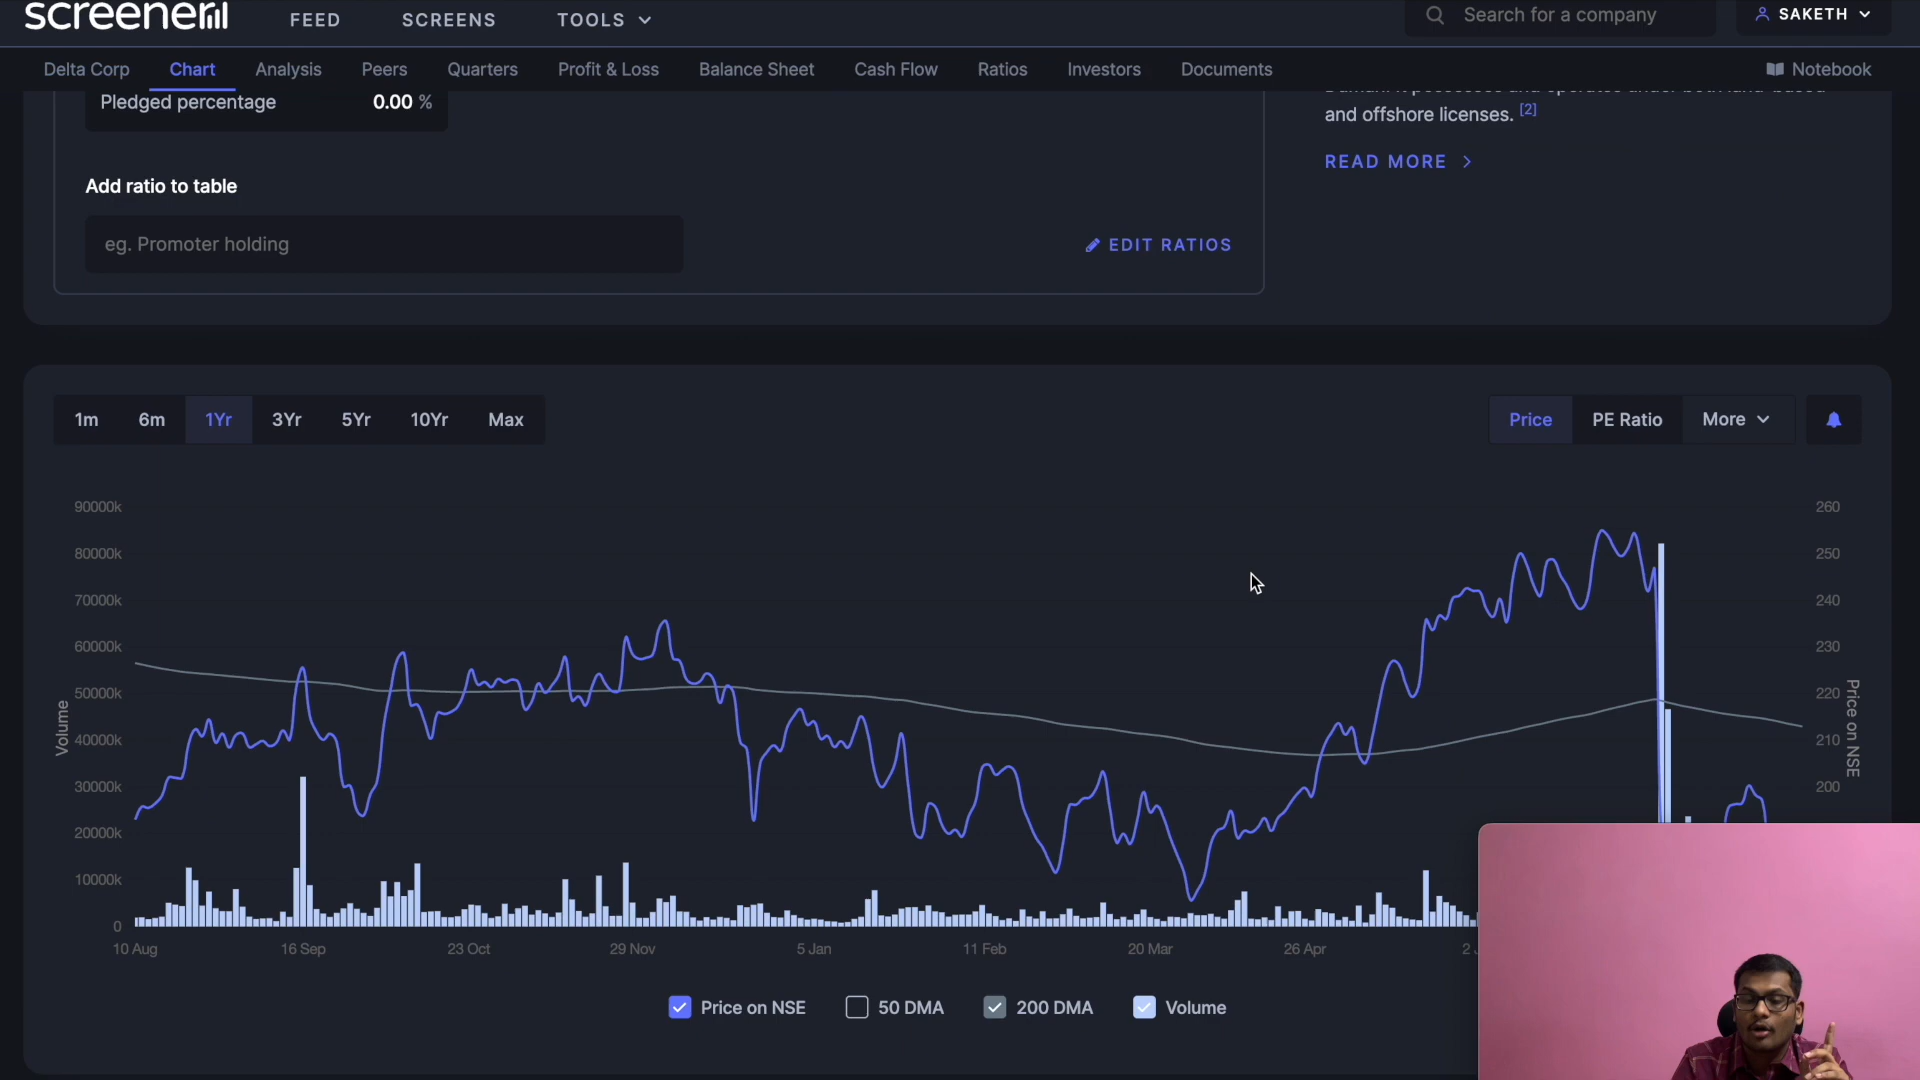 screener
FEED
SCREENS
TOOLS
Search for a company
SAKETH
Delta Corp
Chart
Analysis
Peers
Quarters
Profit & Loss
Balance Sheet
Cash Flow
Ratios
Investors
Documents
Notebook
Pledged percentage 0.00 %
and offshore licenses. [2]
READ MORE
Add ratio to table
eg. Promoter holding
EDIT RATIOS
1m 6m 1Yr 3Yr 5Yr 10Yr Max
Price PE Ratio More
90000k
80000k
70000k
60000k
50000k
40000k
30000k
20000k
10000k
0
Volume
260
250
240
230
220
210
200
Price on NSE
10 Aug
16 Sep
23 Oct
29 Nov
5 Jan
11 Feb
20 Mar
26 Apr
Price on NSE
50 DMA
200 DMA
Volume